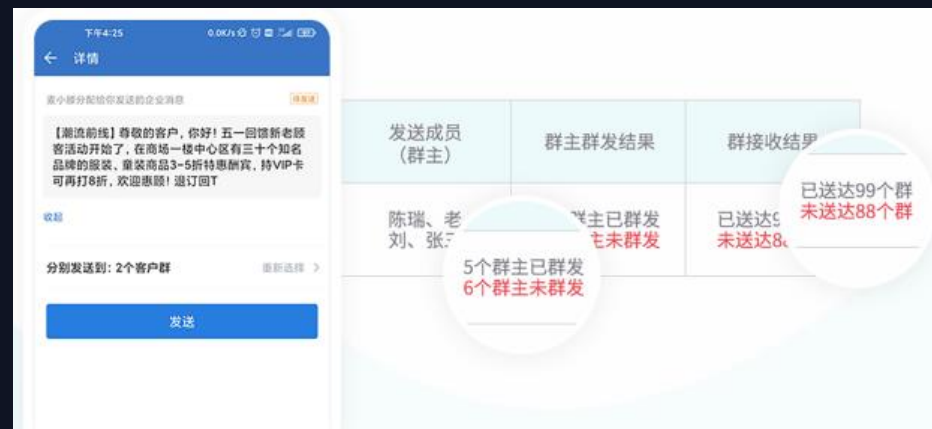 下午4:25
0.0K/s
详情
麦小滕分配给你发送的企业消息
待发送
【潮流前线】尊敬的客户，你好！五一回馈新老顾
客活动开始了，在商场一楼中心区有三十个知名
品牌的服装、童装商品3-5折特惠酬宾，持VIP卡
可再打8折，欢迎惠顾！退订回T
收起
分别发送到：2个客户群
重新选择
发送
发送成员
（群主）
群主群发结果
群接收结果
陈瑞、老
刘、张
群主已群发
主未群发
已送达9
未送达8
5个群主已群发
6个群主未群发
已送达99个群
未送达88个群